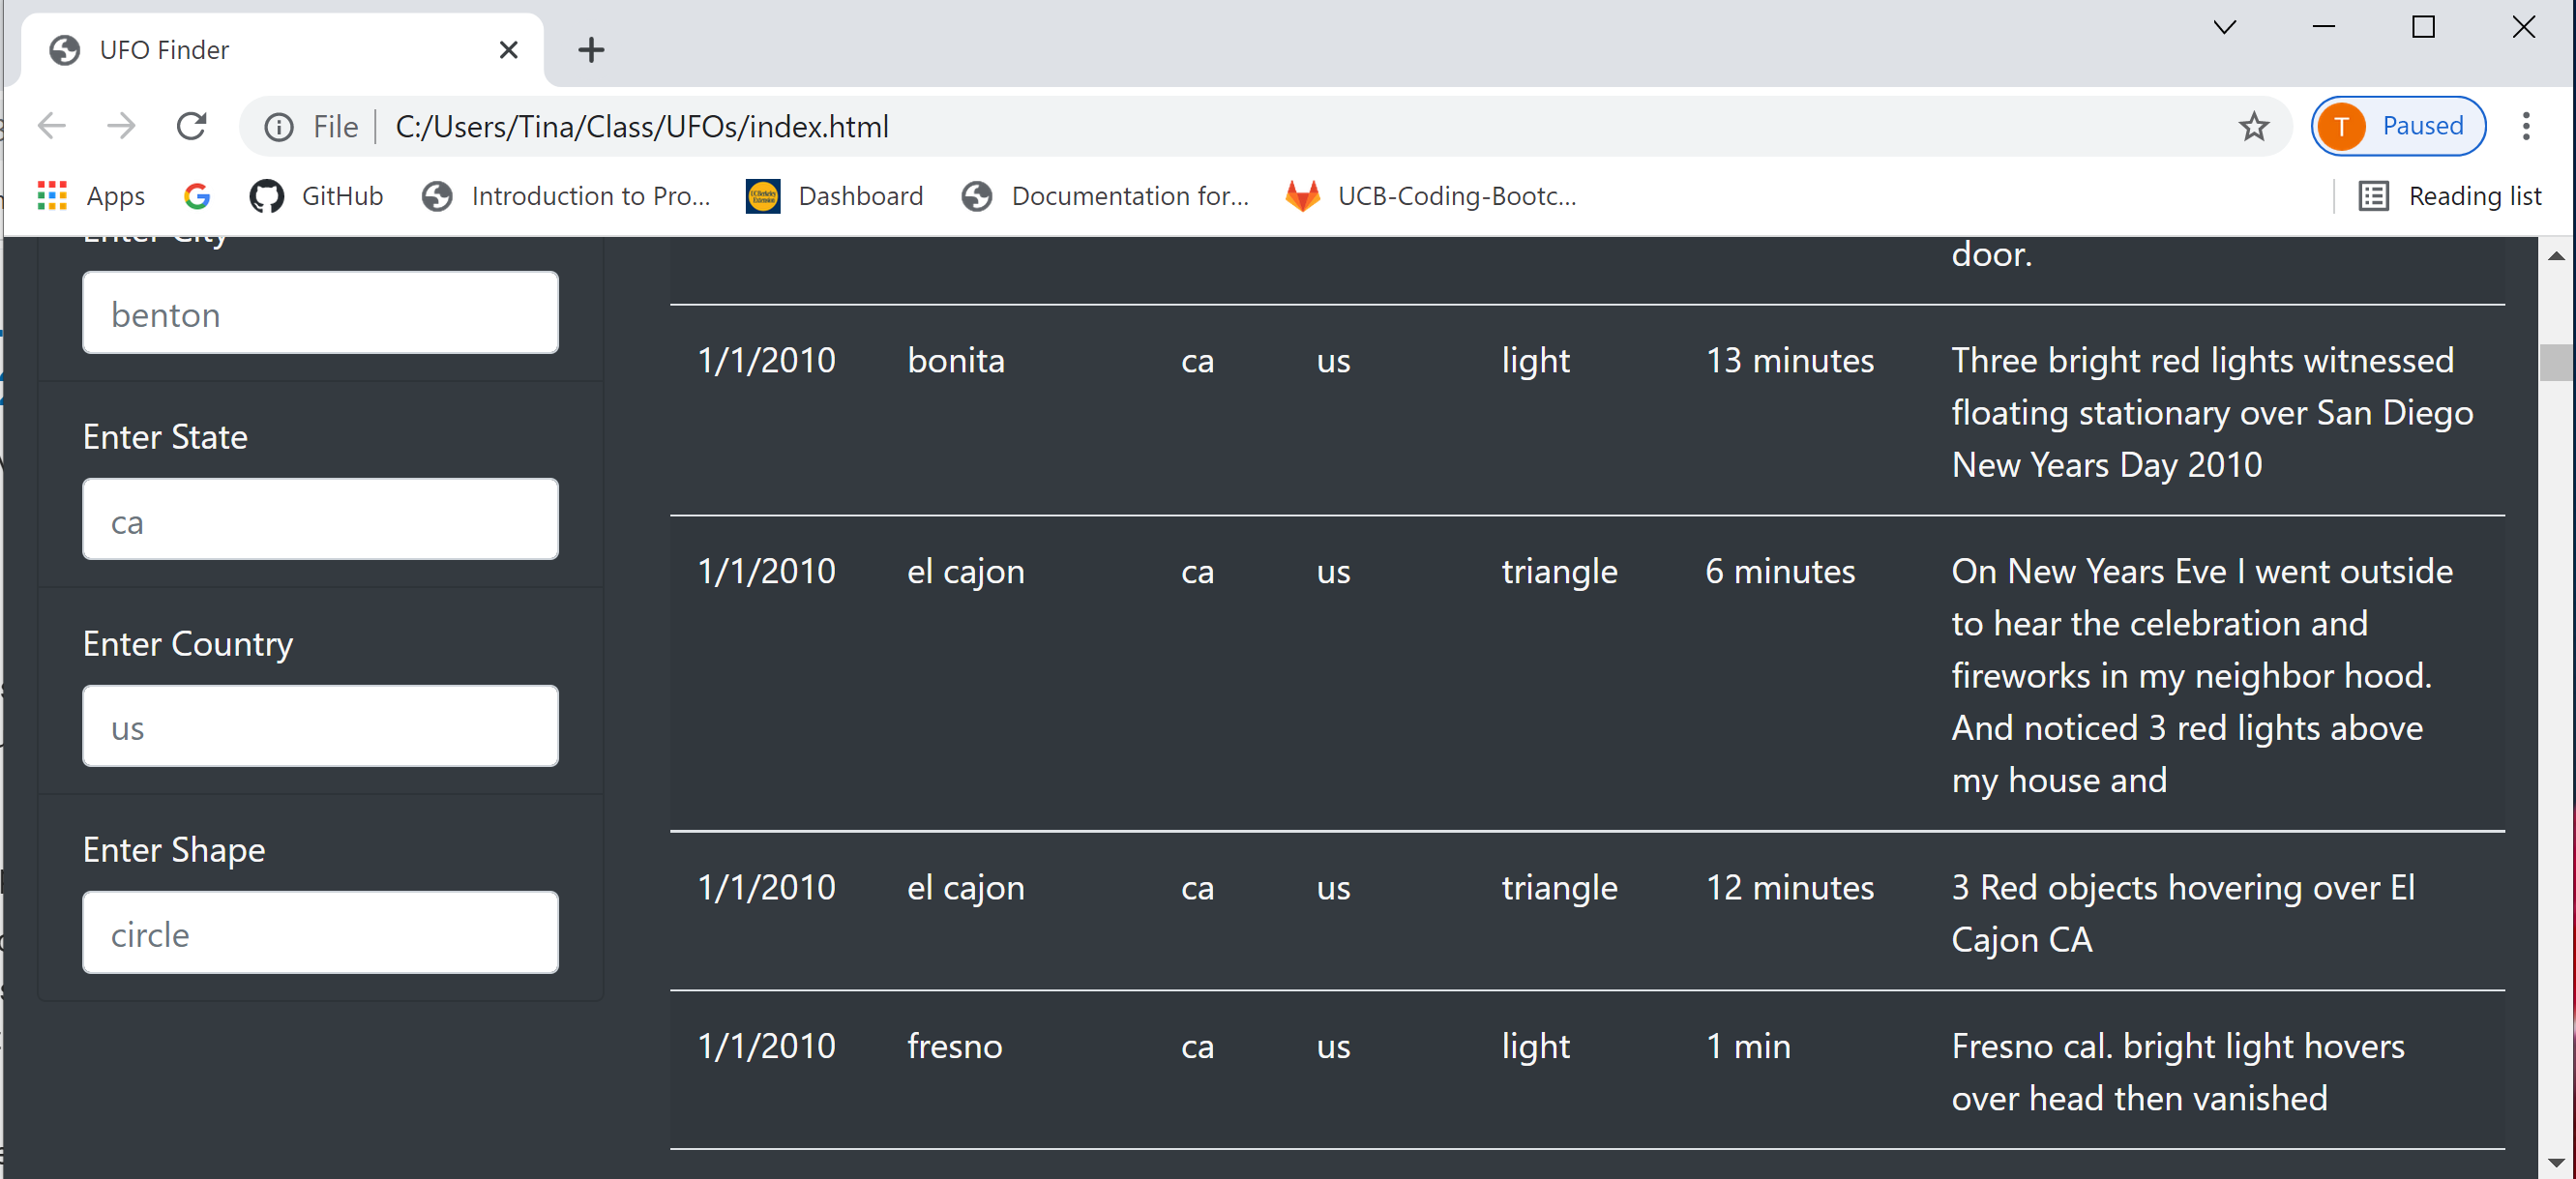 UFO Finder
File C:/Users/Tina/Class/UFOs/index.html T Paused
Apps GitHub Introduction to Pro... Dashboard Documentation for... UCB-Coding-Bootc... Reading list
Enter City
benton
Enter State
ca
Enter Country
us
Enter Shape
circle
door.
1/1/2010 bonita ca us light 13 minutes Three bright red lights witnessed
floating stationary over San Diego
New Years Day 2010
1/1/2010 el cajon ca us triangle 6 minutes On New Years Eve I went outside
to hear the celebration and
fireworks in my neighbor hood.
And noticed 3 red lights above
my house and
1/1/2010 el cajon ca us triangle 12 minutes 3 Red objects hovering over El
Cajon CA
1/1/2010 fresno ca us light 1 min Fresno cal. bright light hovers
over head then vanished